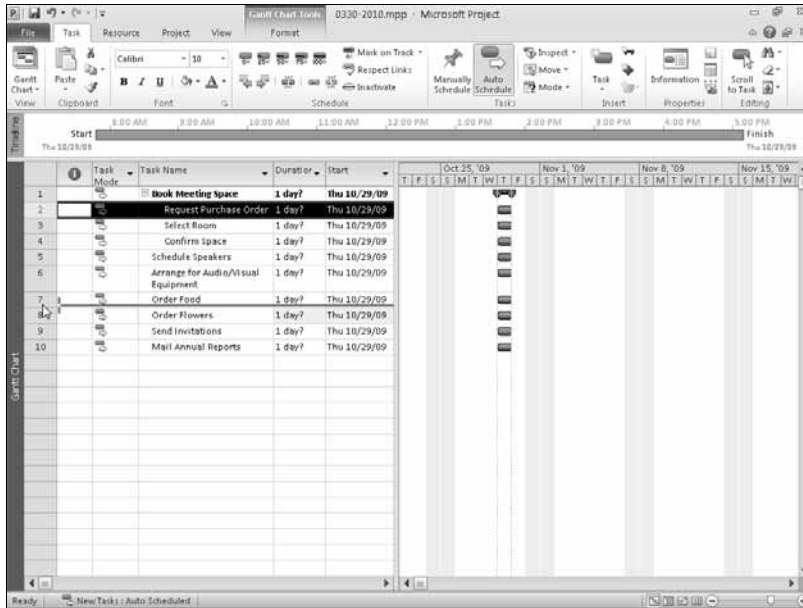 Gantt Chart Tools
0330-2010.mpp - Microsoft Project
File Task Resource Project View Format
Gantt Chart
View
Paste
Clipboard
Calibri 10
B I U A
Font
0% 25% 50% 75% 100%
Mark on Track
Respect Links
Inactivate
Schedule
Manually Schedule
Auto Schedule
Inspect
Move
Mode
Tasks
Task
Insert
Information
Properties
Scroll to Task
Editing
Timeline
8:00 AM 9:00 AM 10:00 AM 11:00 AM 12:00 PM 1:00 PM 2:00 PM 3:00 PM 4:00 PM 5:00 PM
Start
Thu 10/29/09
Finish
Thu 10/29/09
Task Mode Task Name Duration Start
Oct 25, '09 Nov 1, '09 Nov 8, '09 Nov 15, '09
T F S S M T W T F S S M T W T F S S M T W T F S S M T W T
1 Book Meeting Space 1 day? Thu 10/29/09
2 Request Purchase Order 1 day? Thu 10/29/09
3 Select Room 1 day? Thu 10/29/09
4 Confirm Space 1 day? Thu 10/29/09
5 Schedule Speakers 1 day? Thu 10/29/09
6 Arrange for Audio/Visual Equipment 1 day? Thu 10/29/09
7 Order Food 1 day? Thu 10/29/09
8 Order Flowers 1 day? Thu 10/29/09
9 Send Invitations 1 day? Thu 10/29/09
10 Mail Annual Reports 1 day? Thu 10/29/09
Gantt Chart
Ready New Tasks : Auto Scheduled